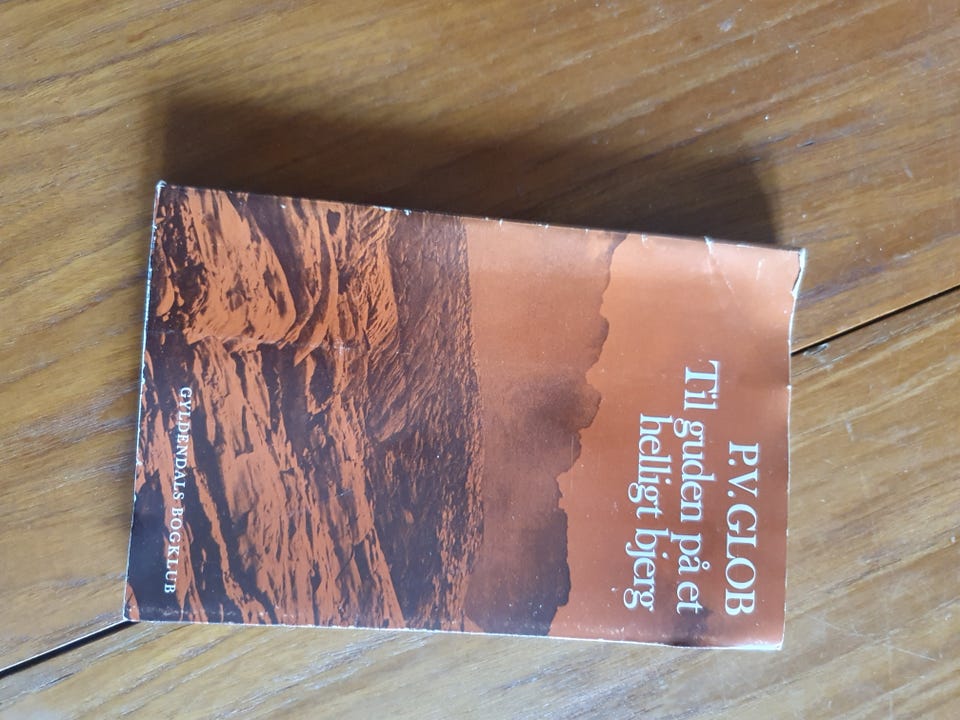 P.V. GLOB
Til guden på et
helligt bjerg
GYLDENDALS BOGKLUB